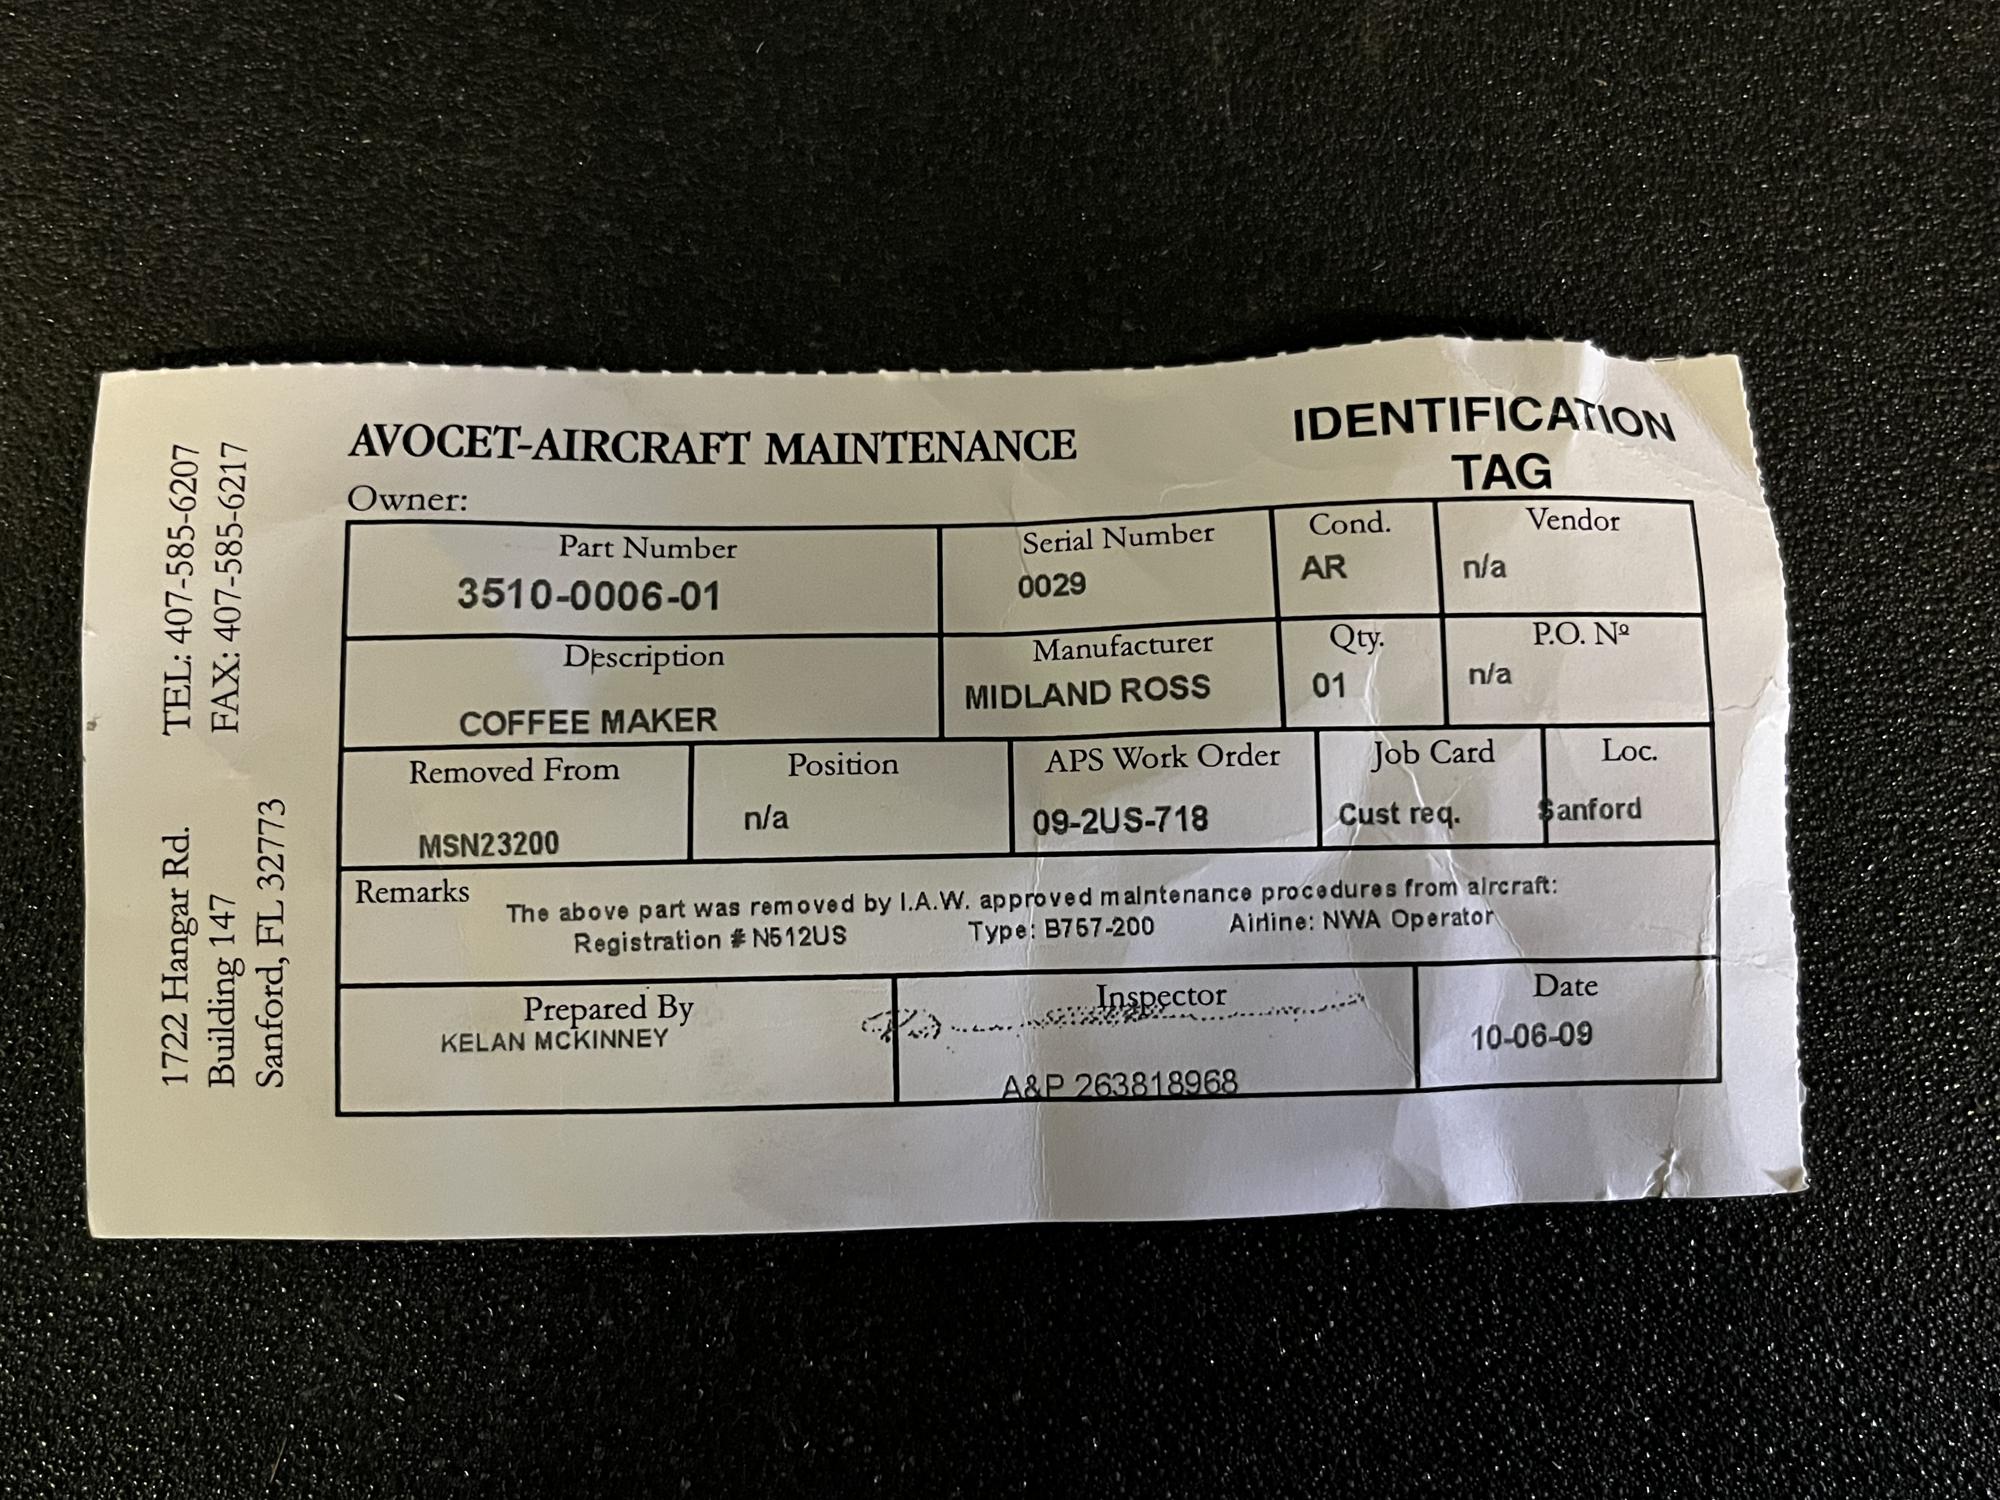 AVOCET-AIRCRAFT MAINTENANCE
IDENTIFICATION
TAG
Owner:
Part Number
3510-0006-01
Serial Number
0029
Cond.
AR
Vendor
n/a
Description
COFFEE MAKER
Manufacturer
MIDLAND ROSS
Qty.
01
P.O. Nº
n/a
Removed From
MSN23200
Position
n/a
APS Work Order
09-2US-718
Job Card
Cust req.
Loc.
Sanford
Remarks
The above part was removed by I.A.W. approved maintenance procedures from aircraft:
Registration # N512US Type: B757-200 Airline: NWA Operator
Prepared By
KELAN MCKINNEY
Inspector
A&P 263818968
Date
10-06-09
1722 Hangar Rd. TEL: 407-585-6207
Building 147 FAX: 407-585-6217
Sanford, FL 32773